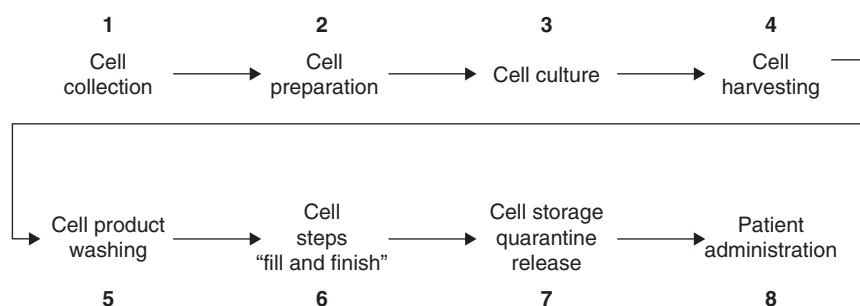 1 2 3 4
Cell collection
Cell preparation
Cell culture
Cell harvesting
Cell product washing
Cell steps “fill and finish”
Cell storage quarantine release
Patient administration
5 6 7 8